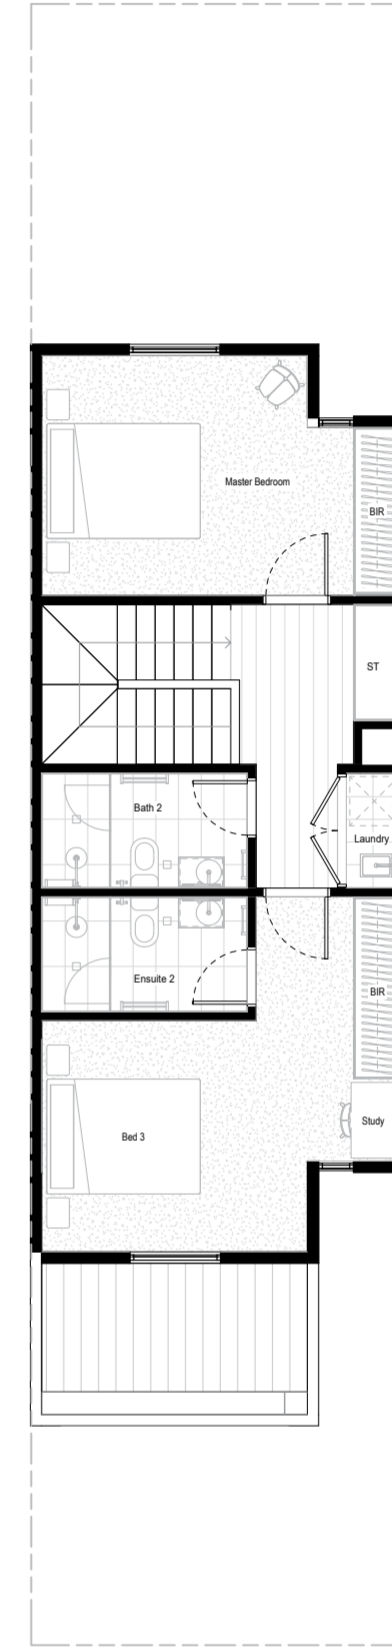 Master Bedroom
BIR
ST
Bath 2
Laundry
Ensuite 2
BIR
Study
Bed 3